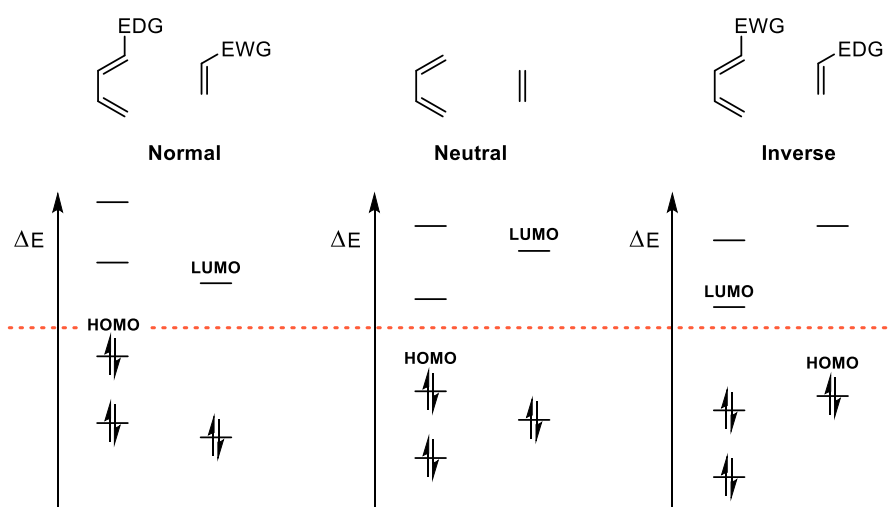 EDG
EWG
EWG
EDG
Normal
Neutral
Inverse
ΔE
LUMO
HOMO
ΔE
LUMO
HOMO
ΔE
LUMO
HOMO